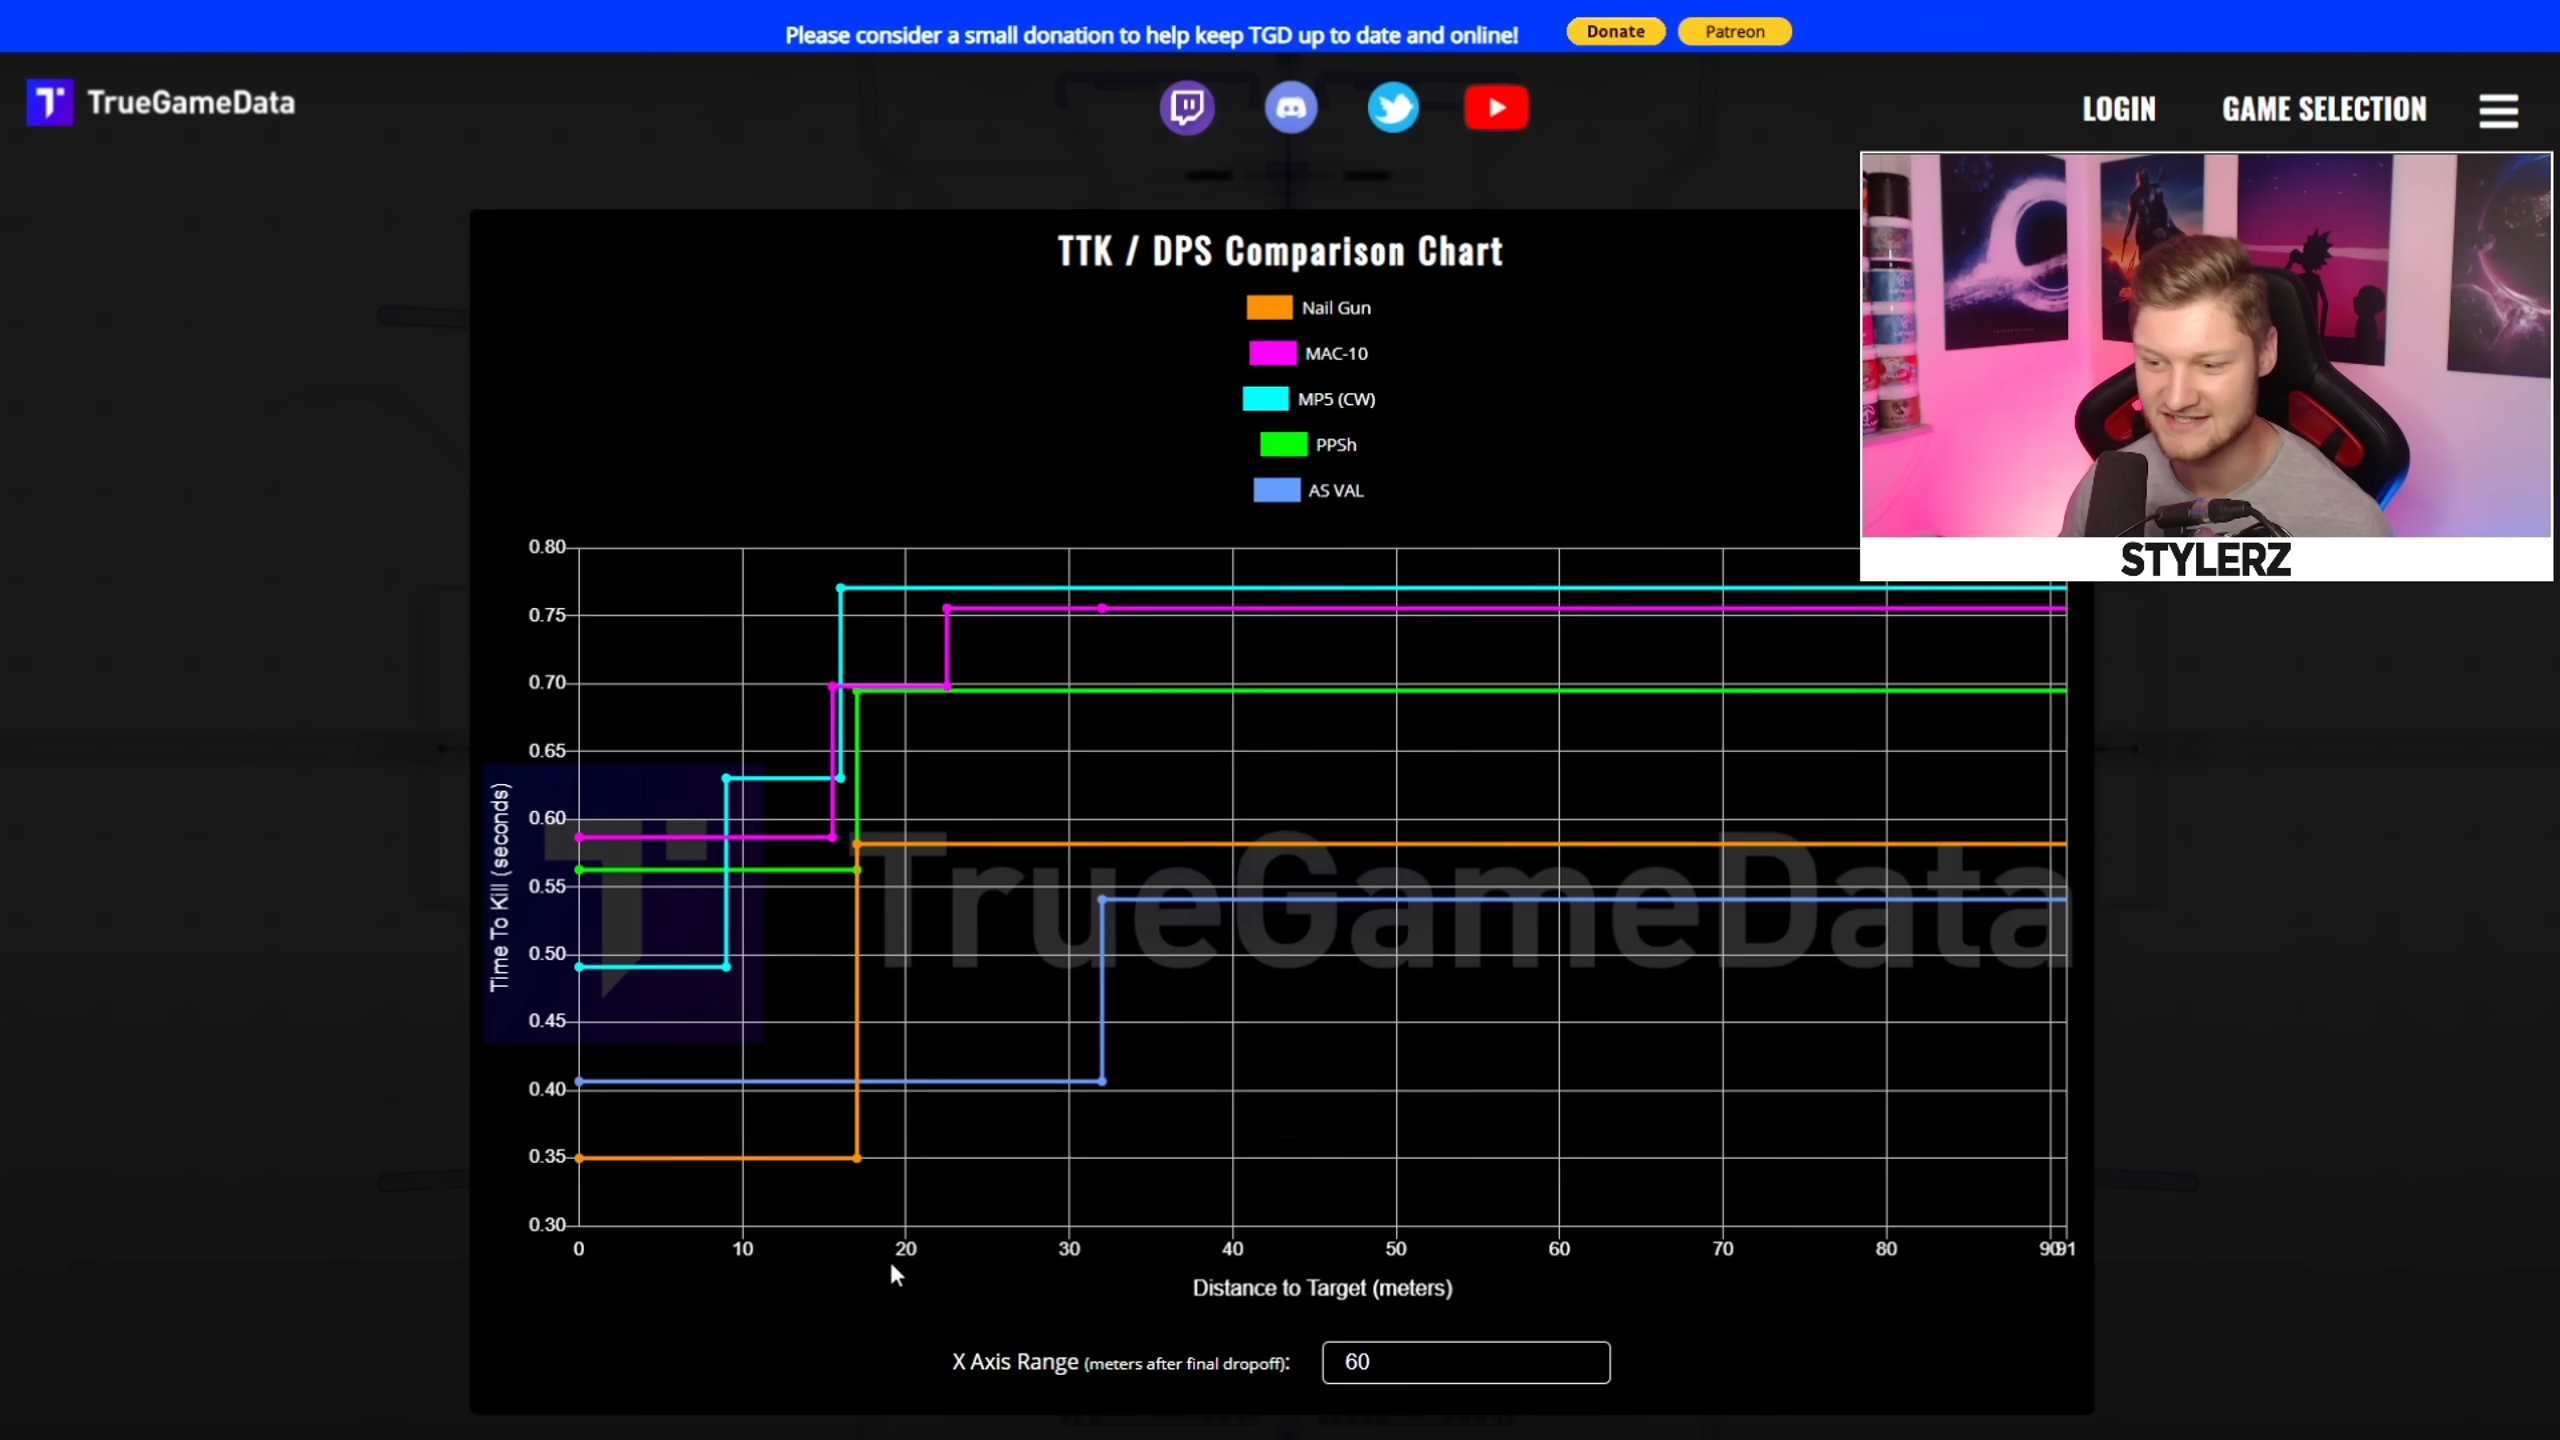 Please consider a small donation to help keep TGD up to date and online! Donate Patreon
TrueGameData
LOGIN GAME SELECTION
TTK / DPS Comparison Chart
Nail Gun
MAC-10
MP5 (CW)
PPSh
AS VAL
STYLERZ
0.80
0.75
0.70
0.65
0.60
0.55
0.50
0.45
0.40
0.35
0.30
Time To Kill (seconds)
TrueGameData
0 10 20 30 40 50 60 70 80 90 91
Distance to Target (meters)
X Axis Range (meters after final dropoff): 60